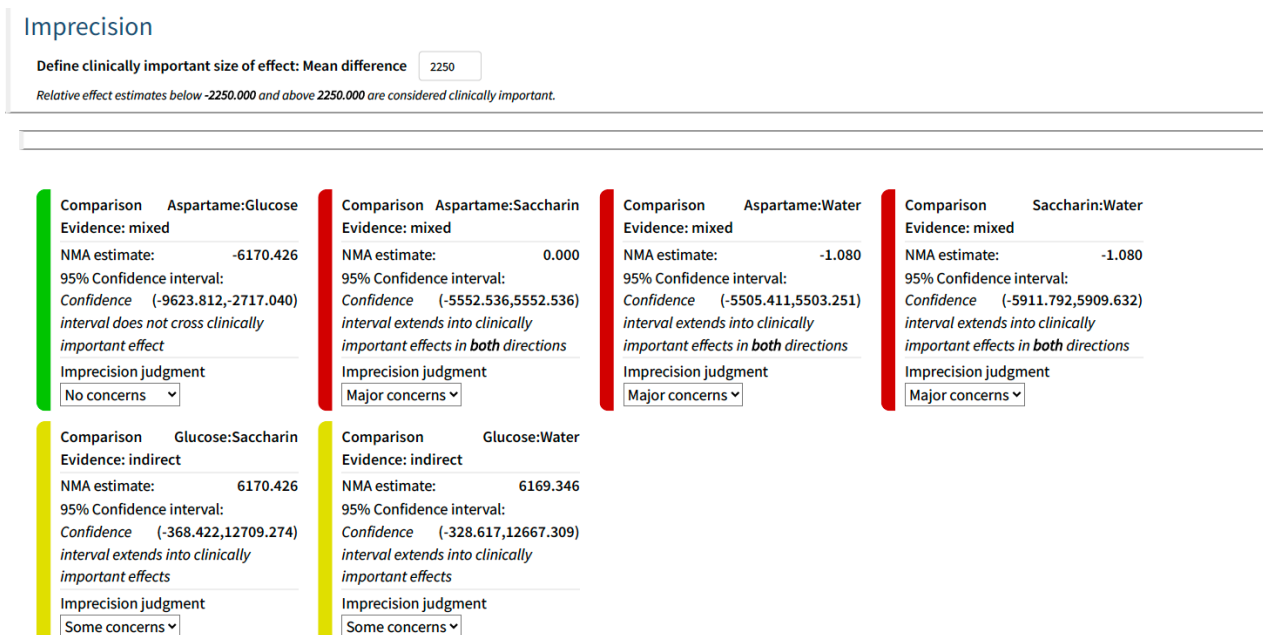 Imprecision
Define clinically important size of effect: Mean difference 2250
Relative effect estimates below -2250.000 and above 2250.000 are considered clinically important.
Comparison Aspartame:Glucose
Evidence: mixed
NMA estimate: -6170.426
95% Confidence interval:
Confidence (-9623.812,-2717.040)
interval does not cross clinically
important effect
Imprecision judgment
No concerns
Comparison Aspartame:Saccharin
Evidence: mixed
NMA estimate: 0.000
95% Confidence interval:
Confidence (-5552.536,5552.536)
interval extends into clinically
important effects in both directions
Imprecision judgment
Major concerns
Comparison Aspartame:Water
Evidence: mixed
NMA estimate: -1.080
95% Confidence interval:
Confidence (-5505.411,5503.251)
interval extends into clinically
important effects in both directions
Imprecision judgment
Major concerns
Comparison Saccharin:Water
Evidence: mixed
NMA estimate: -1.080
95% Confidence interval:
Confidence (-5911.792,5909.632)
interval extends into clinically
important effects in both directions
Imprecision judgment
Major concerns
Comparison Glucose:Saccharin
Evidence: indirect
NMA estimate: 6170.426
95% Confidence interval:
Confidence (-368.422,12709.274)
interval extends into clinically
important effects
Imprecision judgment
Some concerns
Comparison Glucose:Water
Evidence: indirect
NMA estimate: 6169.346
95% Confidence interval:
Confidence (-328.617,12667.309)
interval extends into clinically
important effects
Imprecision judgment
Some concerns